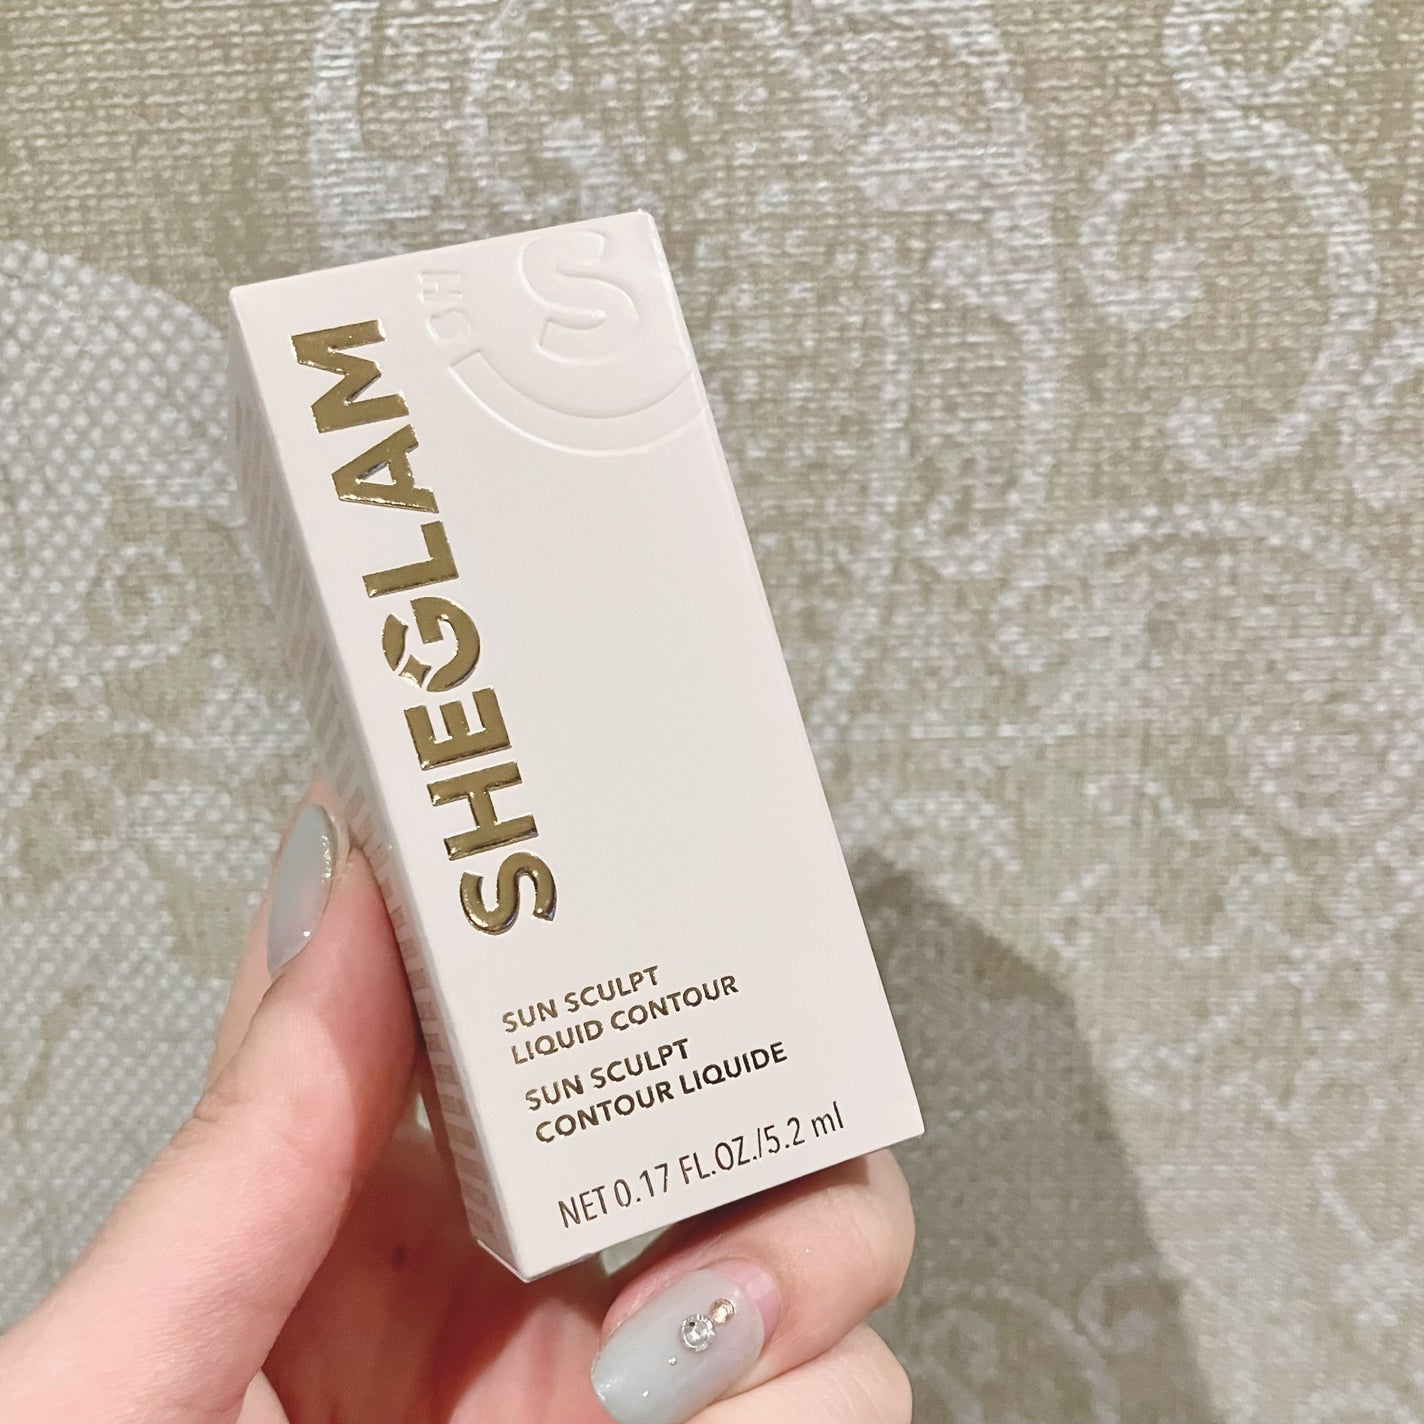 SHEGLAM
SUN SCULPT
LIQUID CONTOUR
SUN SCULPT
CONTOUR LIQUIDE
NET 0.17 FL.OZ./5.2 ml
S